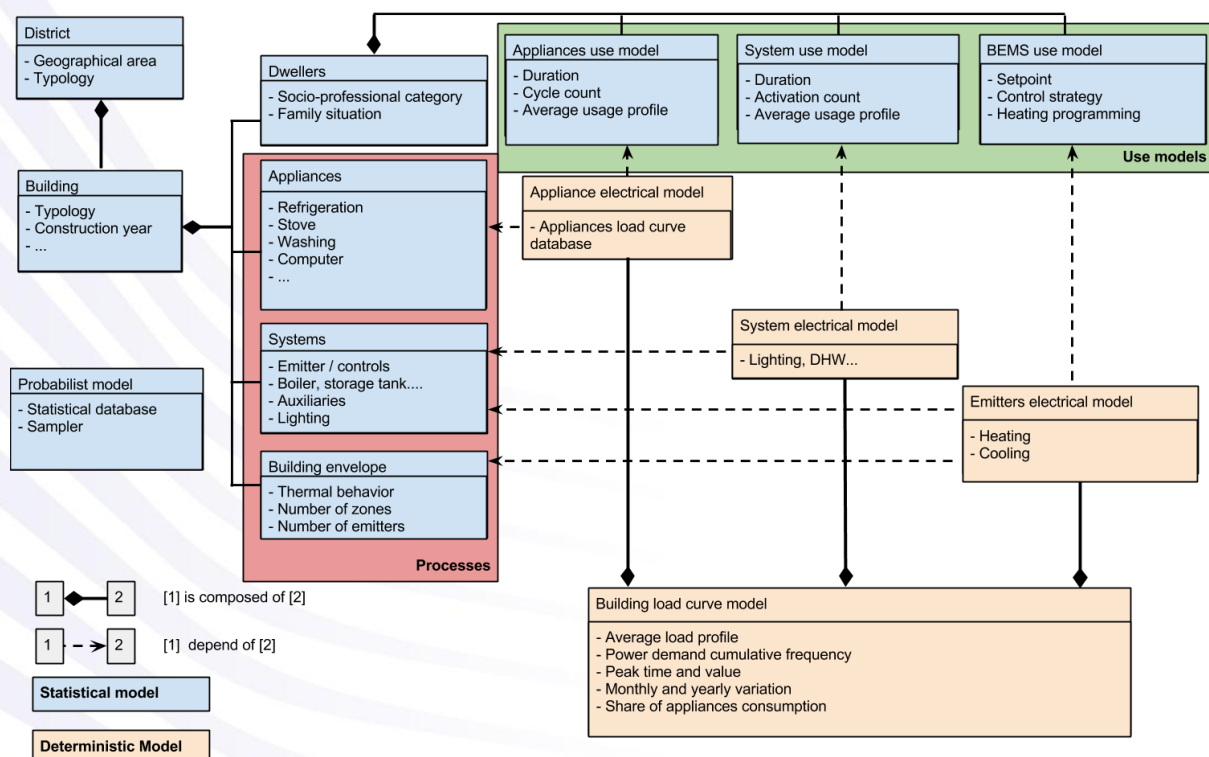 District
- Geographical area
- Typology
Building
- Typology
- Construction year
- ...
Probabilist model
- Statistical database
- Sampler
Dwellers
- Socio-professional category
- Family situation
Appliances
- Refrigeration
- Stove
- Washing
- Computer
- ...
Systems
- Emitter / controls
- Boiler, storage tank....
- Auxiliaries
- Lighting
Building envelope
- Thermal behavior
- Number of zones
- Number of emitters
Processes
Appliances use model
- Duration
- Cycle count
- Average usage profile
System use model
- Duration
- Activation count
- Average usage profile
BEMS use model
- Setpoint
- Control strategy
- Heating programming
Use models
Appliance electrical model
- Appliances load curve
database
System electrical model
- Lighting, DHW...
Emitters electrical model
- Heating
- Cooling
Building load curve model
- Average load profile
- Power demand cumulative frequency
- Peak time and value
- Monthly and yearly variation
- Share of appliances consumption
1 2 [1] is composed of [2]
1 2 [1] depend of [2]
Statistical model
Deterministic Model